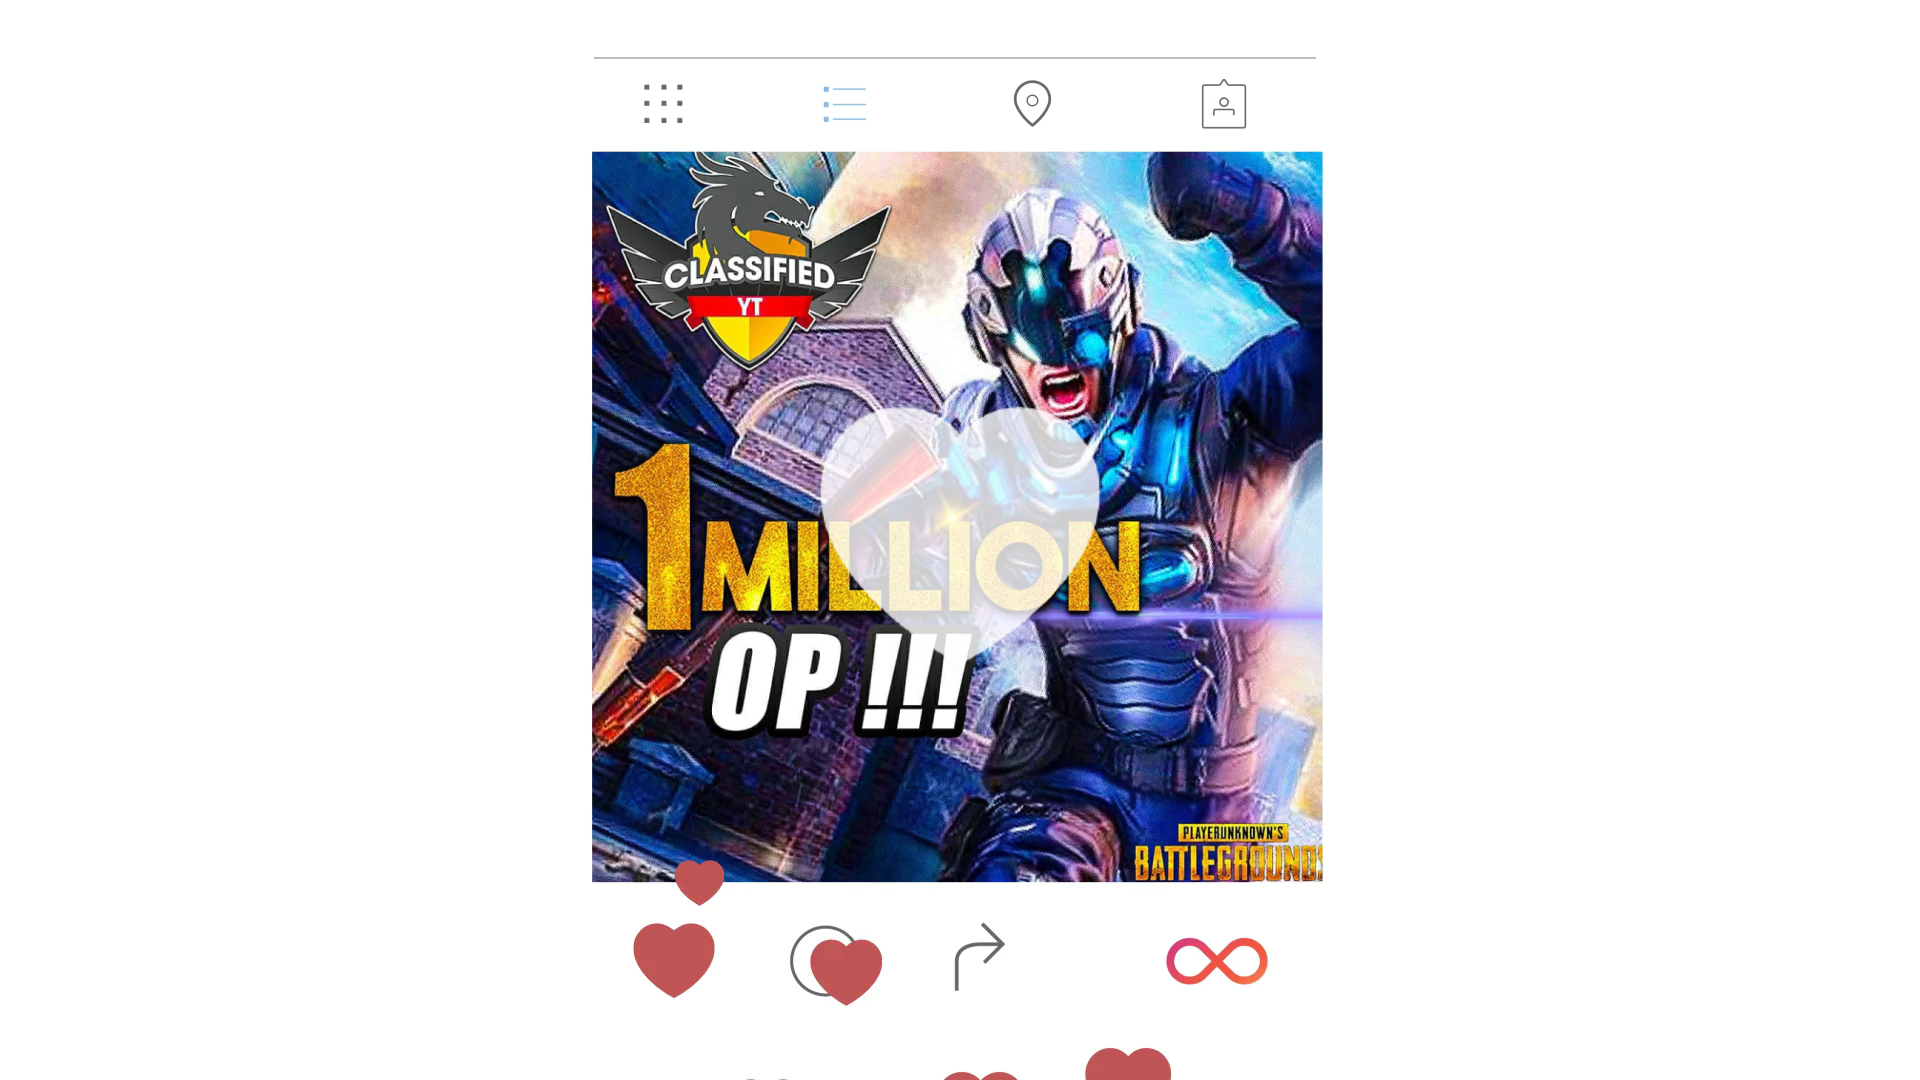 CLASSIFIED
YT
1 MILLION
OP !!!
PLAYERUNKNOWN'S
BATTLEGROUNDS